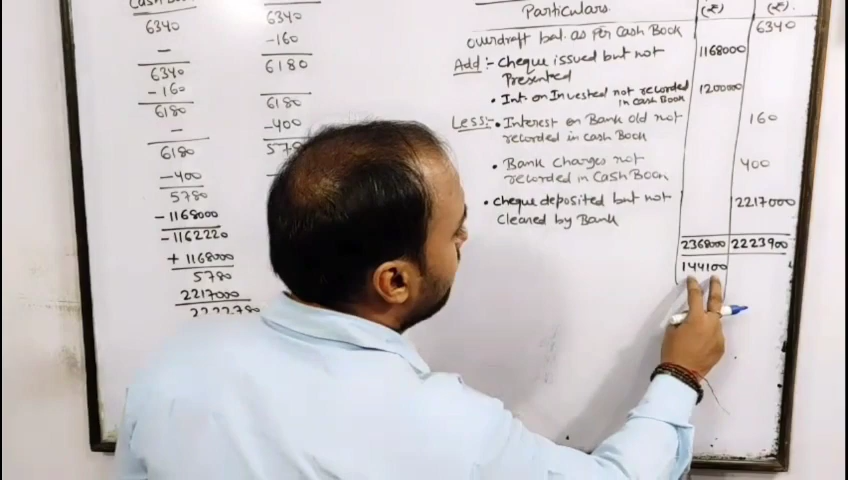 Cash Book
6340
-
6340
-160
6180
-
6180
-400
5780
-1168000
-1162220
+1168000
5780
2217000
2222780
6340
-160
6180
6180
-400
Particulars
(₹)
(₹).
overdraft bal. as per Cash Book
6340
Add:- Cheque issued but not
Presented
1168000
• Int. on Invested not recorded
in cash Book
1200000
Less:- • Interest on Bank old not
recorded in cash Book
160
• Bank charges not
recorded in Cash Book
400
• cheque deposited but not
cleared by Bank
2217000
2368000 2223900
144100